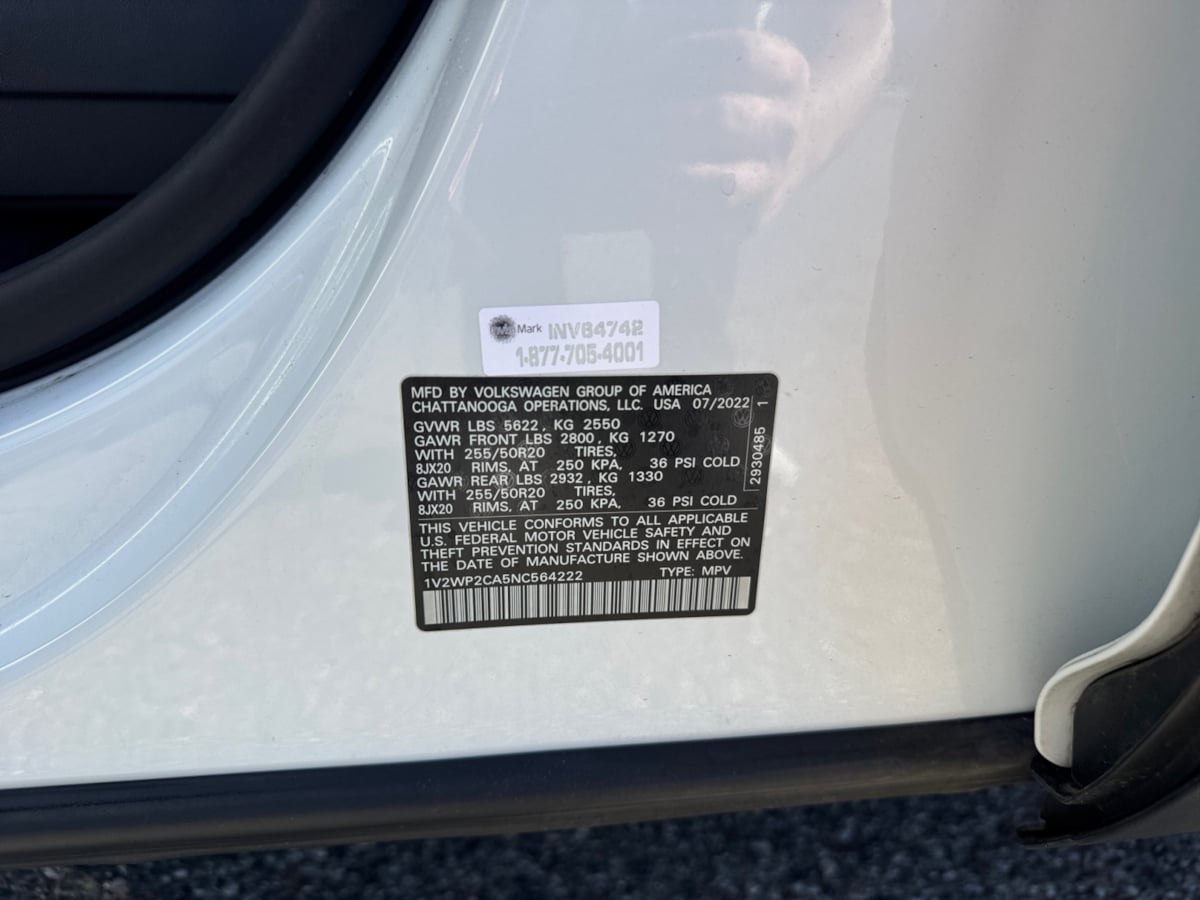 Mark INV84742
1-877-705-4001
MFD BY VOLKSWAGEN GROUP OF AMERICA
CHATTANOOGA OPERATIONS, LLC. USA 07/2022
GVWR LBS 5622, KG 2550
GAWR FRONT LBS 2800, KG 1270
WITH 255/50R20 TIRES,
8JX20 RIMS, AT 250 KPA, 36 PSI COLD
GAWR REAR LBS 2932, KG 1330
WITH 255/50R20 TIRES,
8JX20 RIMS, AT 250 KPA, 36 PSI COLD
2930485 1
THIS VEHICLE CONFORMS TO ALL APPLICABLE
U.S. FEDERAL MOTOR VEHICLE SAFETY AND
THEFT PREVENTION STANDARDS IN EFFECT ON
THE DATE OF MANUFACTURE SHOWN ABOVE.
1V2WP2CA5NC564222 TYPE: MPV